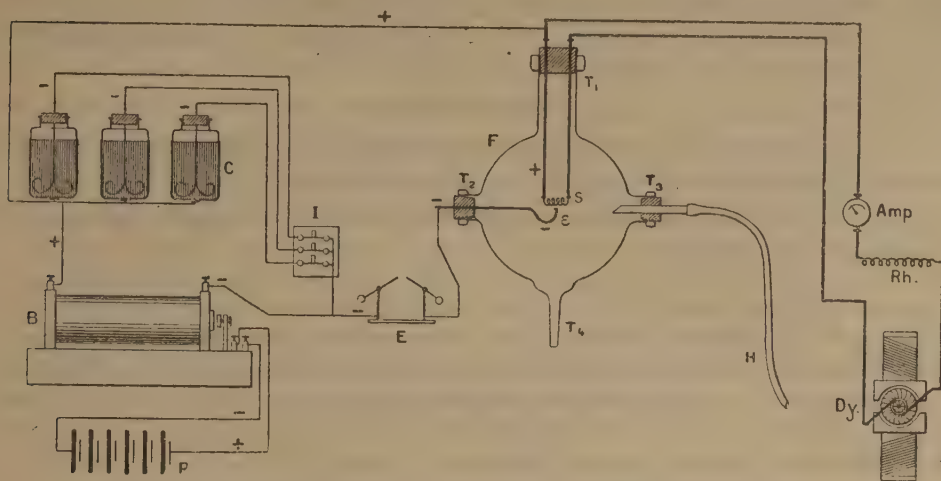 +
T1
- - -
F
C
+
S
T2
T3
-
ε
-
I
Amp
+
Rh.
-
B
-
E
T4
H
Dy.
-
+
P